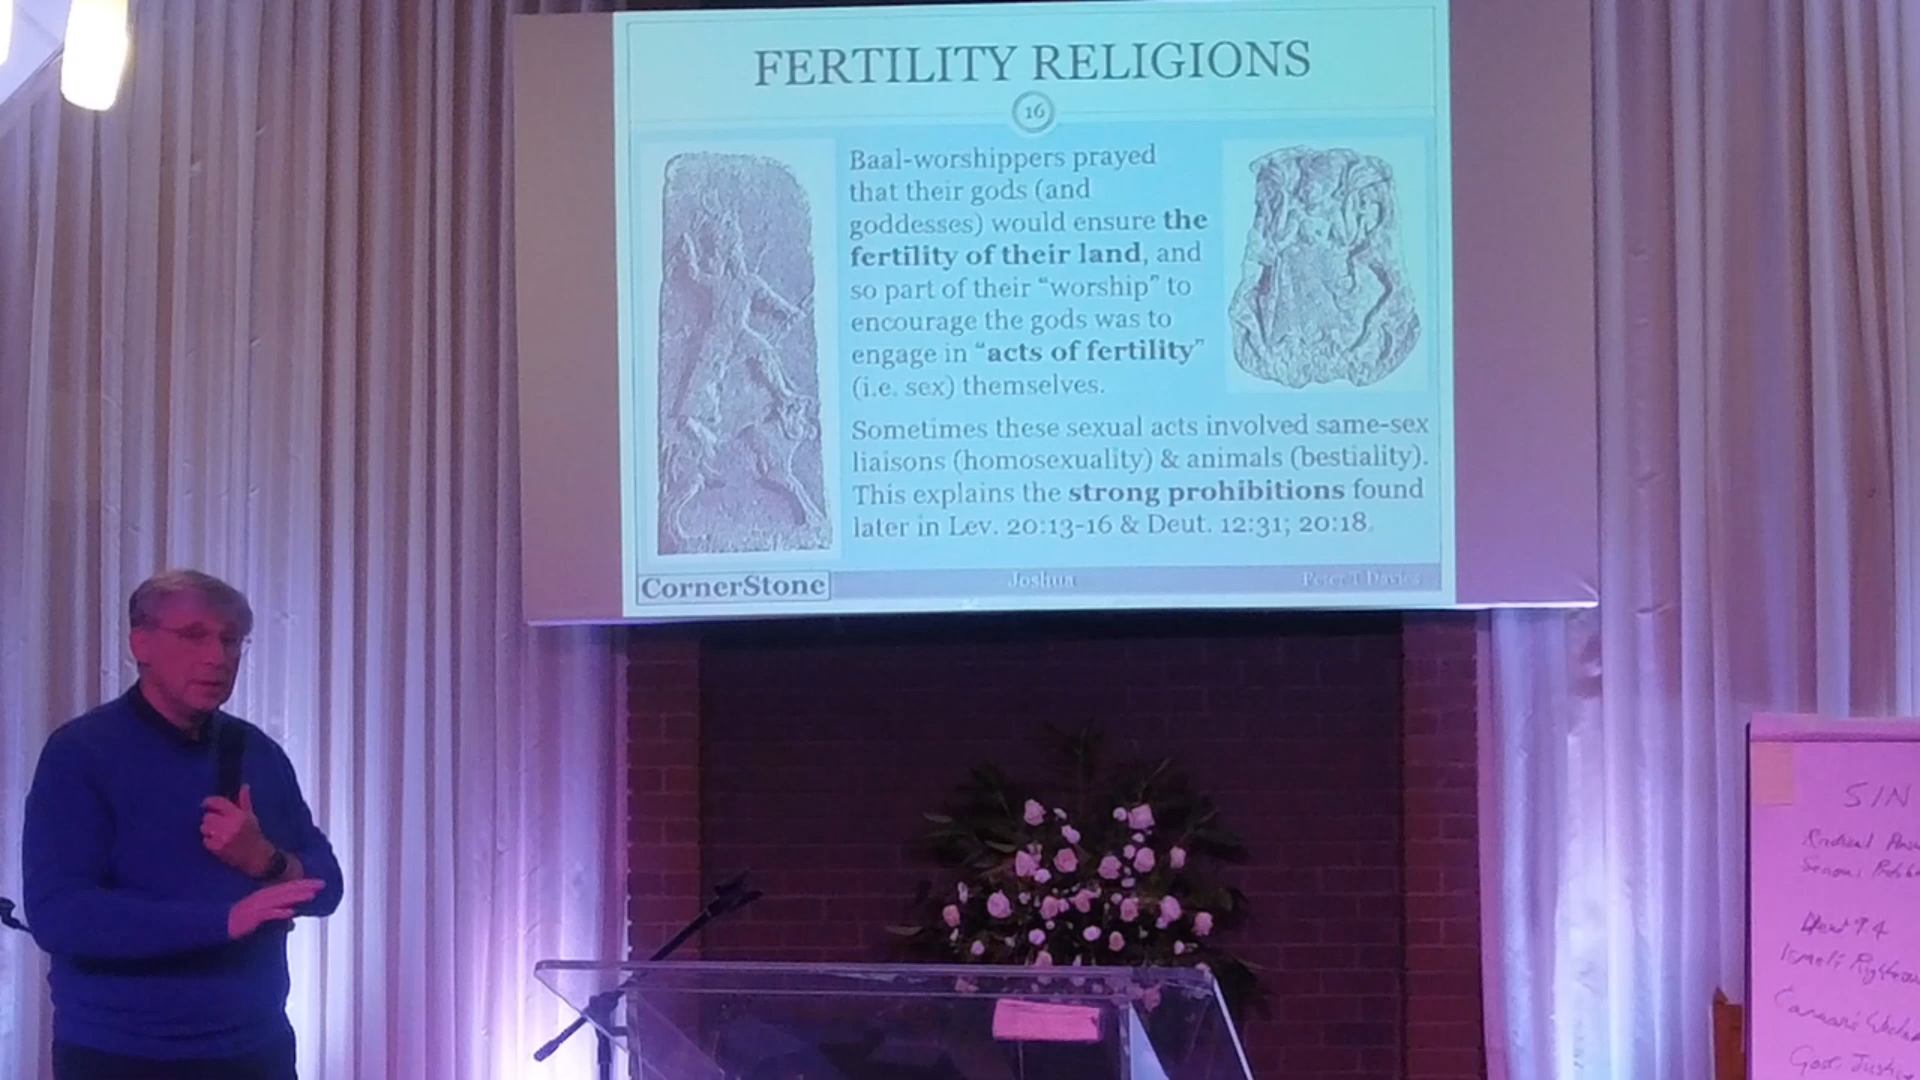 FERTILITY RELIGIONS
16
Baal-worshippers prayed
that their gods (and
goddesses) would ensure the
fertility of their land, and
so part of their “worship” to
encourage the gods was to
engage in “acts of fertility”
(i.e. sex) themselves.
Sometimes these sexual acts involved same-sex
liaisons (homosexuality) & animals (bestiality).
This explains the strong prohibitions found
later in Lev. 20:13-16 & Deut. 12:31; 20:18.
CornerStone
Joshua
Peter T Davies
SIN